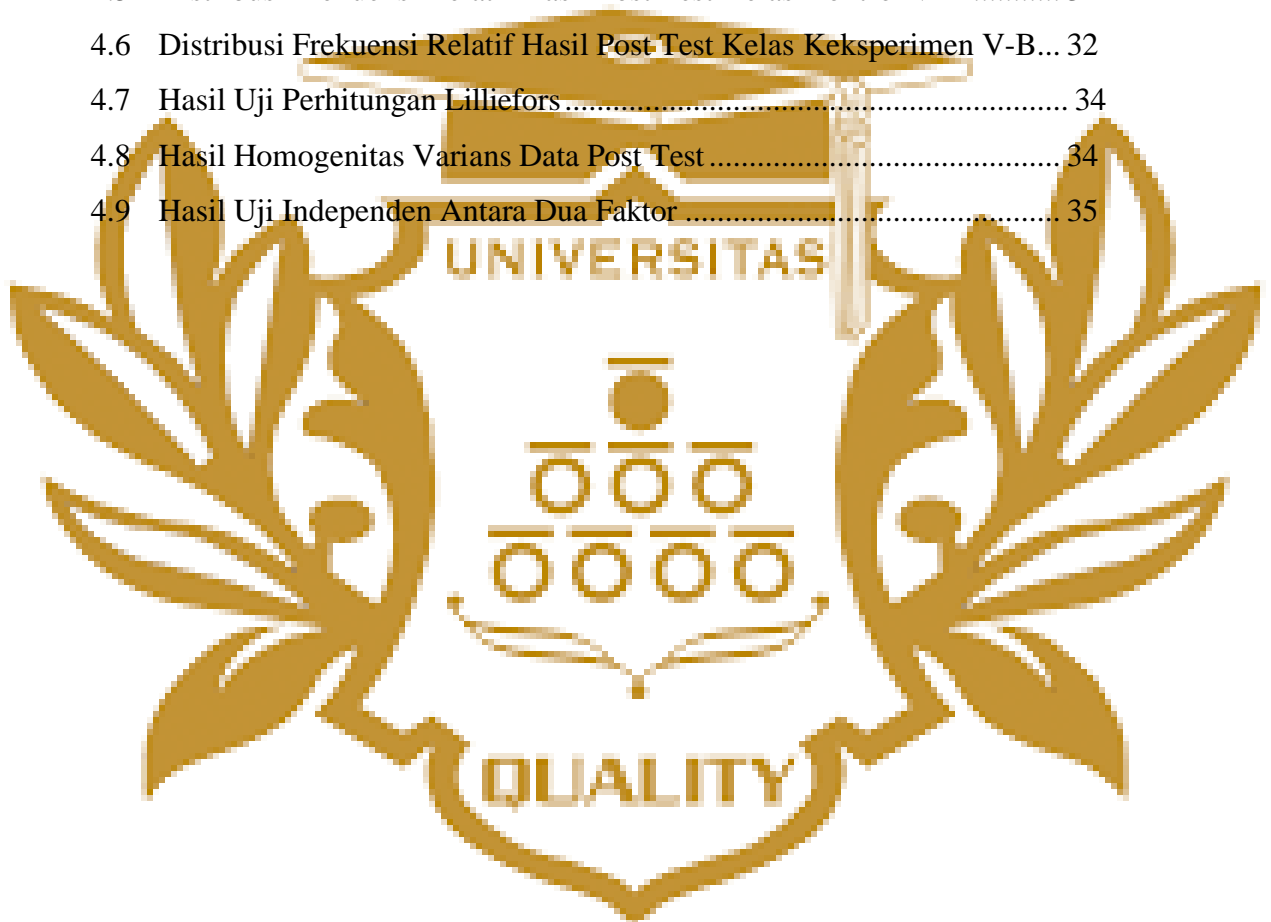 4.6 Distribusi Frekuensi Relatif Hasil Post Test Kelas Keksperimen V-B... 32
4.7 Hasil Uji Perhitungan Lilliefors ................................................................ 34
4.8 Hasil Homogenitas Varians Data Post Test ............................................. 34
4.9 Hasil Uji Independen Antara Dua Faktor ................................................ 35
UNIVERSITAS
QUALITY